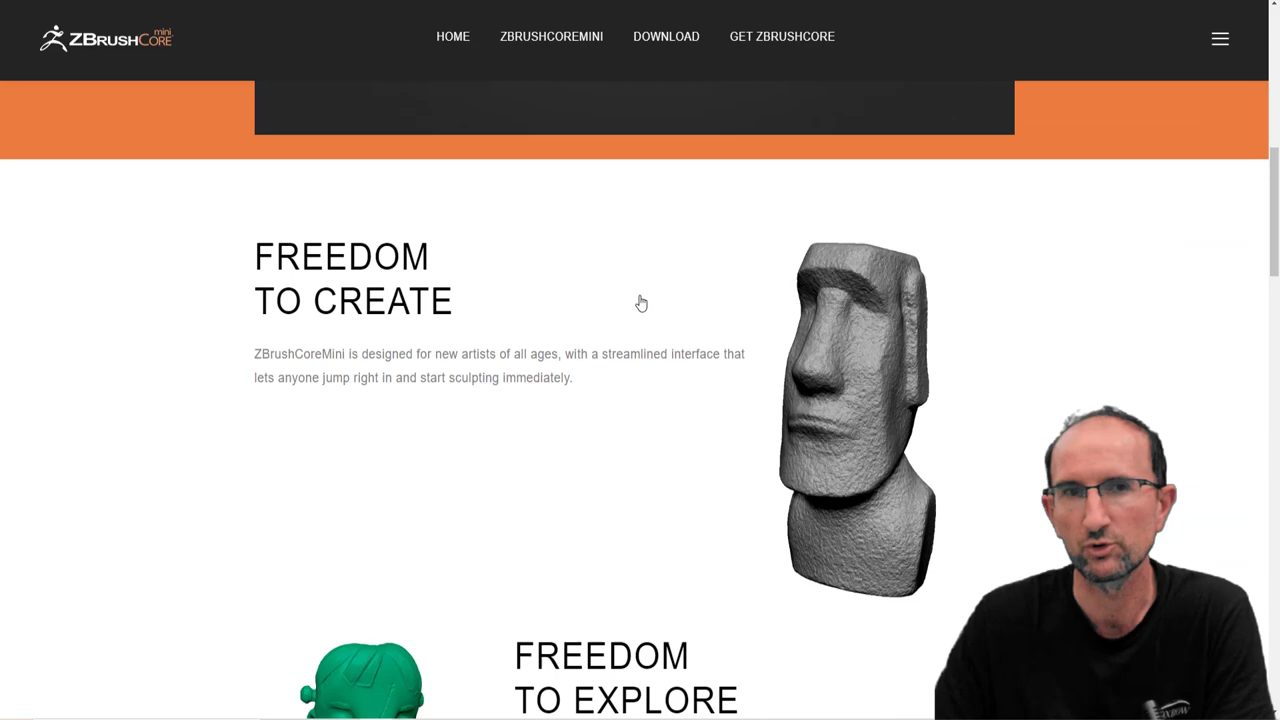 ZBRUSHCORE mini
HOME
ZBRUSHCOREMINI
DOWNLOAD
GET ZBRUSHCORE
FREEDOM
TO CREATE
ZBrushCoreMini is designed for new artists of all ages, with a streamlined interface that
lets anyone jump right in and start sculpting immediately.
FREEDOM
TO EXPLORE